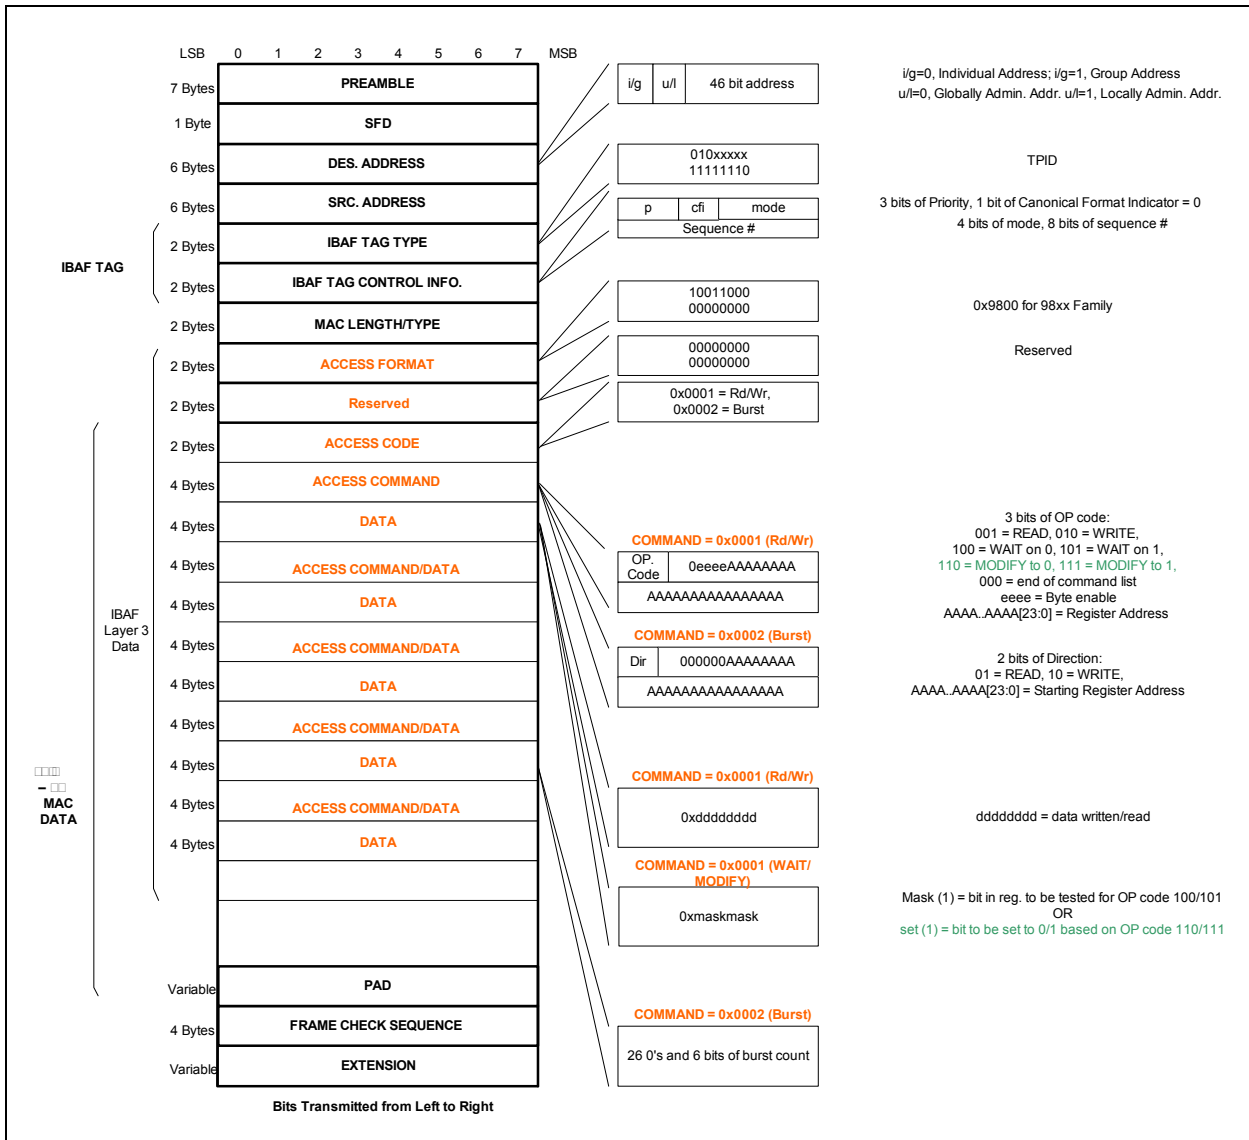 LSB 0 1 2 3 4 5 6 7 MSB
7 Bytes PREAMBLE
1 Byte SFD
6 Bytes DES. ADDRESS
6 Bytes SRC. ADDRESS
IBAF TAG
2 Bytes IBAF TAG TYPE
2 Bytes IBAF TAG CONTROL INFO.
2 Bytes MAC LENGTH/TYPE
2 Bytes ACCESS FORMAT
2 Bytes Reserved
2 Bytes ACCESS CODE
4 Bytes ACCESS COMMAND
4 Bytes DATA
4 Bytes ACCESS COMMAND/DATA
4 Bytes DATA
IBAF
Layer 3
Data
4 Bytes ACCESS COMMAND/DATA
4 Bytes DATA
4 Bytes ACCESS COMMAND/DATA
4 Bytes DATA
–
MAC
DATA
4 Bytes ACCESS COMMAND/DATA
4 Bytes DATA
Variable PAD
4 Bytes FRAME CHECK SEQUENCE
Variable EXTENSION
Bits Transmitted from Left to Right
i/g u/l 46 bit address
i/g=0, Individual Address; i/g=1, Group Address
u/l=0, Globally Admin. Addr. u/l=1, Locally Admin. Addr.
010xxxxx
11111110
TPID
p cfi mode
Sequence #
3 bits of Priority, 1 bit of Canonical Format Indicator = 0
4 bits of mode, 8 bits of sequence #
10011000
00000000
0x9800 for 98xx Family
00000000
00000000
Reserved
0x0001 = Rd/Wr,
0x0002 = Burst
COMMAND = 0x0001 (Rd/Wr)
OP.
Code
0eeeeAAAAAAAA
AAAAAAAAAAAAAAAA
3 bits of OP code:
001 = READ, 010 = WRITE,
100 = WAIT on 0, 101 = WAIT on 1,
110 = MODIFY to 0, 111 = MODIFY to 1,
000 = end of command list
eeee = Byte enable
AAAA..AAAA[23:0] = Register Address
COMMAND = 0x0002 (Burst)
Dir 000000AAAAAAAA
AAAAAAAAAAAAAAAA
2 bits of Direction:
01 = READ, 10 = WRITE,
AAAA..AAAA[23:0] = Starting Register Address
COMMAND = 0x0001 (Rd/Wr)
0xdddddddd
dddddddd = data written/read
COMMAND = 0x0001 (WAIT/
MODIFY)
0xmaskmask
Mask (1) = bit in reg. to be tested for OP code 100/101
OR
set (1) = bit to be set to 0/1 based on OP code 110/111
COMMAND = 0x0002 (Burst)
26 0's and 6 bits of burst count